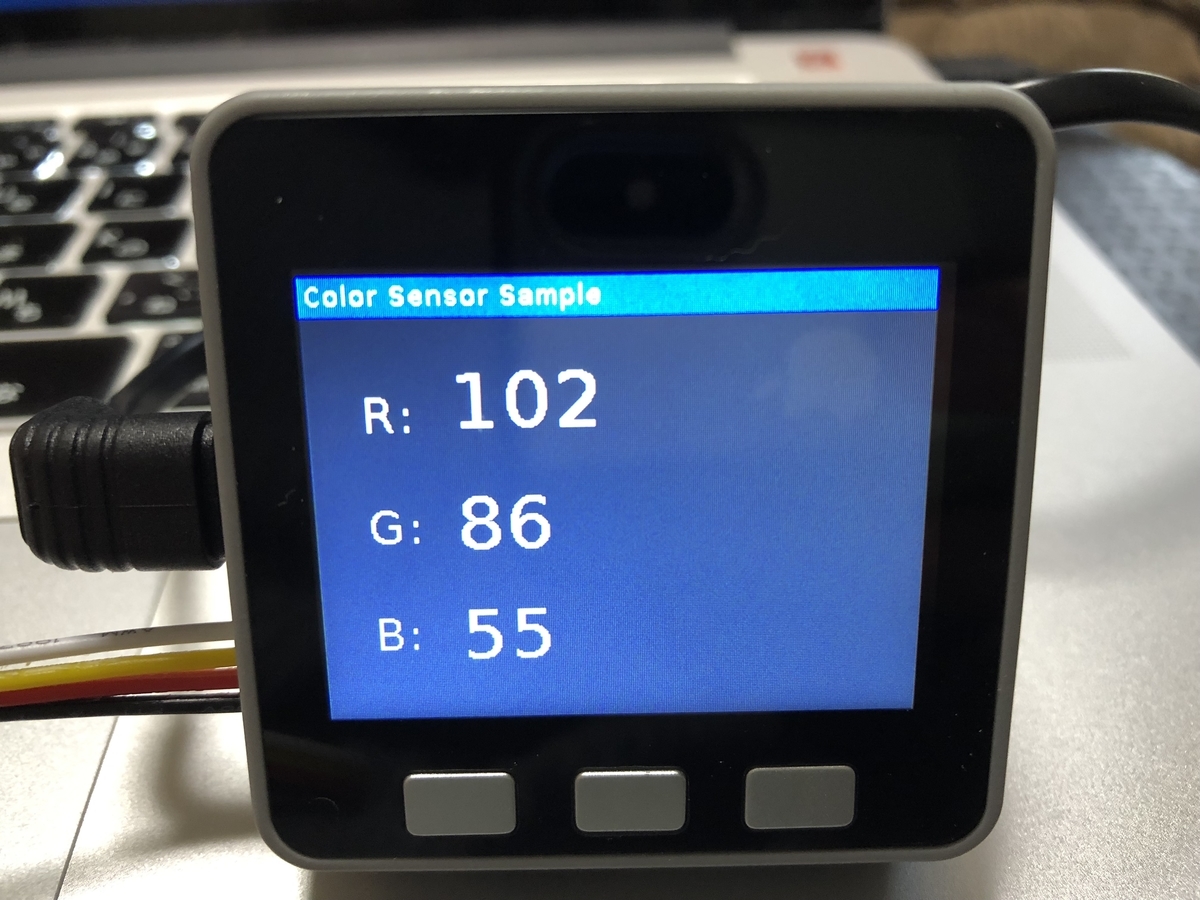 Color Sensor Sample
R: 102
G: 86
B: 55